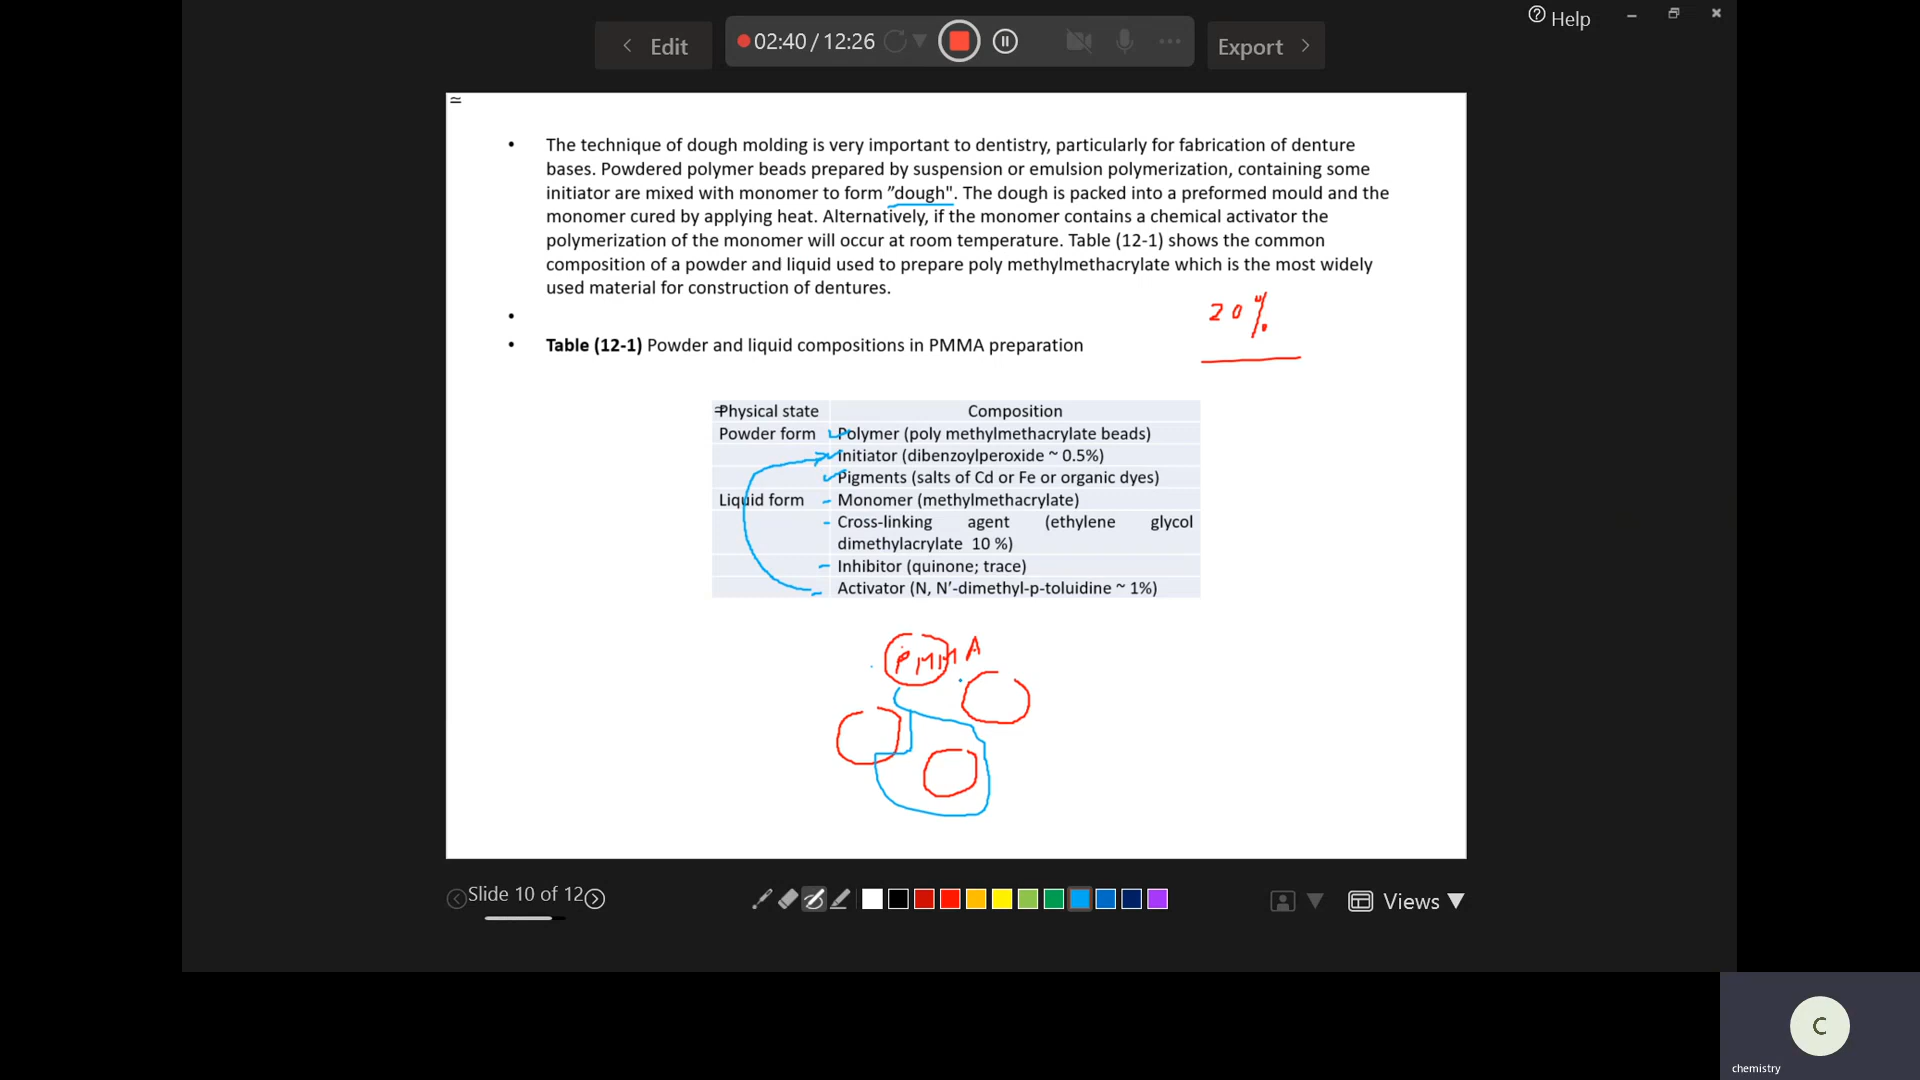 Help
Edit
02:40 / 12:26
Export
• The technique of dough molding is very important to dentistry, particularly for fabrication of denture
bases. Powdered polymer beads prepared by suspension or emulsion polymerization, containing some
initiator are mixed with monomer to form ”dough". The dough is packed into a preformed mould and the
monomer cured by applying heat. Alternatively, if the monomer contains a chemical activator the
polymerization of the monomer will occur at room temperature. Table (12-1) shows the common
composition of a powder and liquid used to prepare poly methylmethacrylate which is the most widely
used material for construction of dentures.
20%
•
• Table (12-1) Powder and liquid compositions in PMMA preparation
Physical state Composition
Powder form Polymer (poly methylmethacrylate beads)
Initiator (dibenzoylperoxide ~ 0.5%)
Pigments (salts of Cd or Fe or organic dyes)
Liquid form Monomer (methylmethacrylate)
Cross-linking agent (ethylene glycol
dimethylacrylate 10 %)
Inhibitor (quinone; trace)
Activator (N, N’-dimethyl-p-toluidine ~ 1%)
PMMA
Slide 10 of 12
Views
C
chemistry